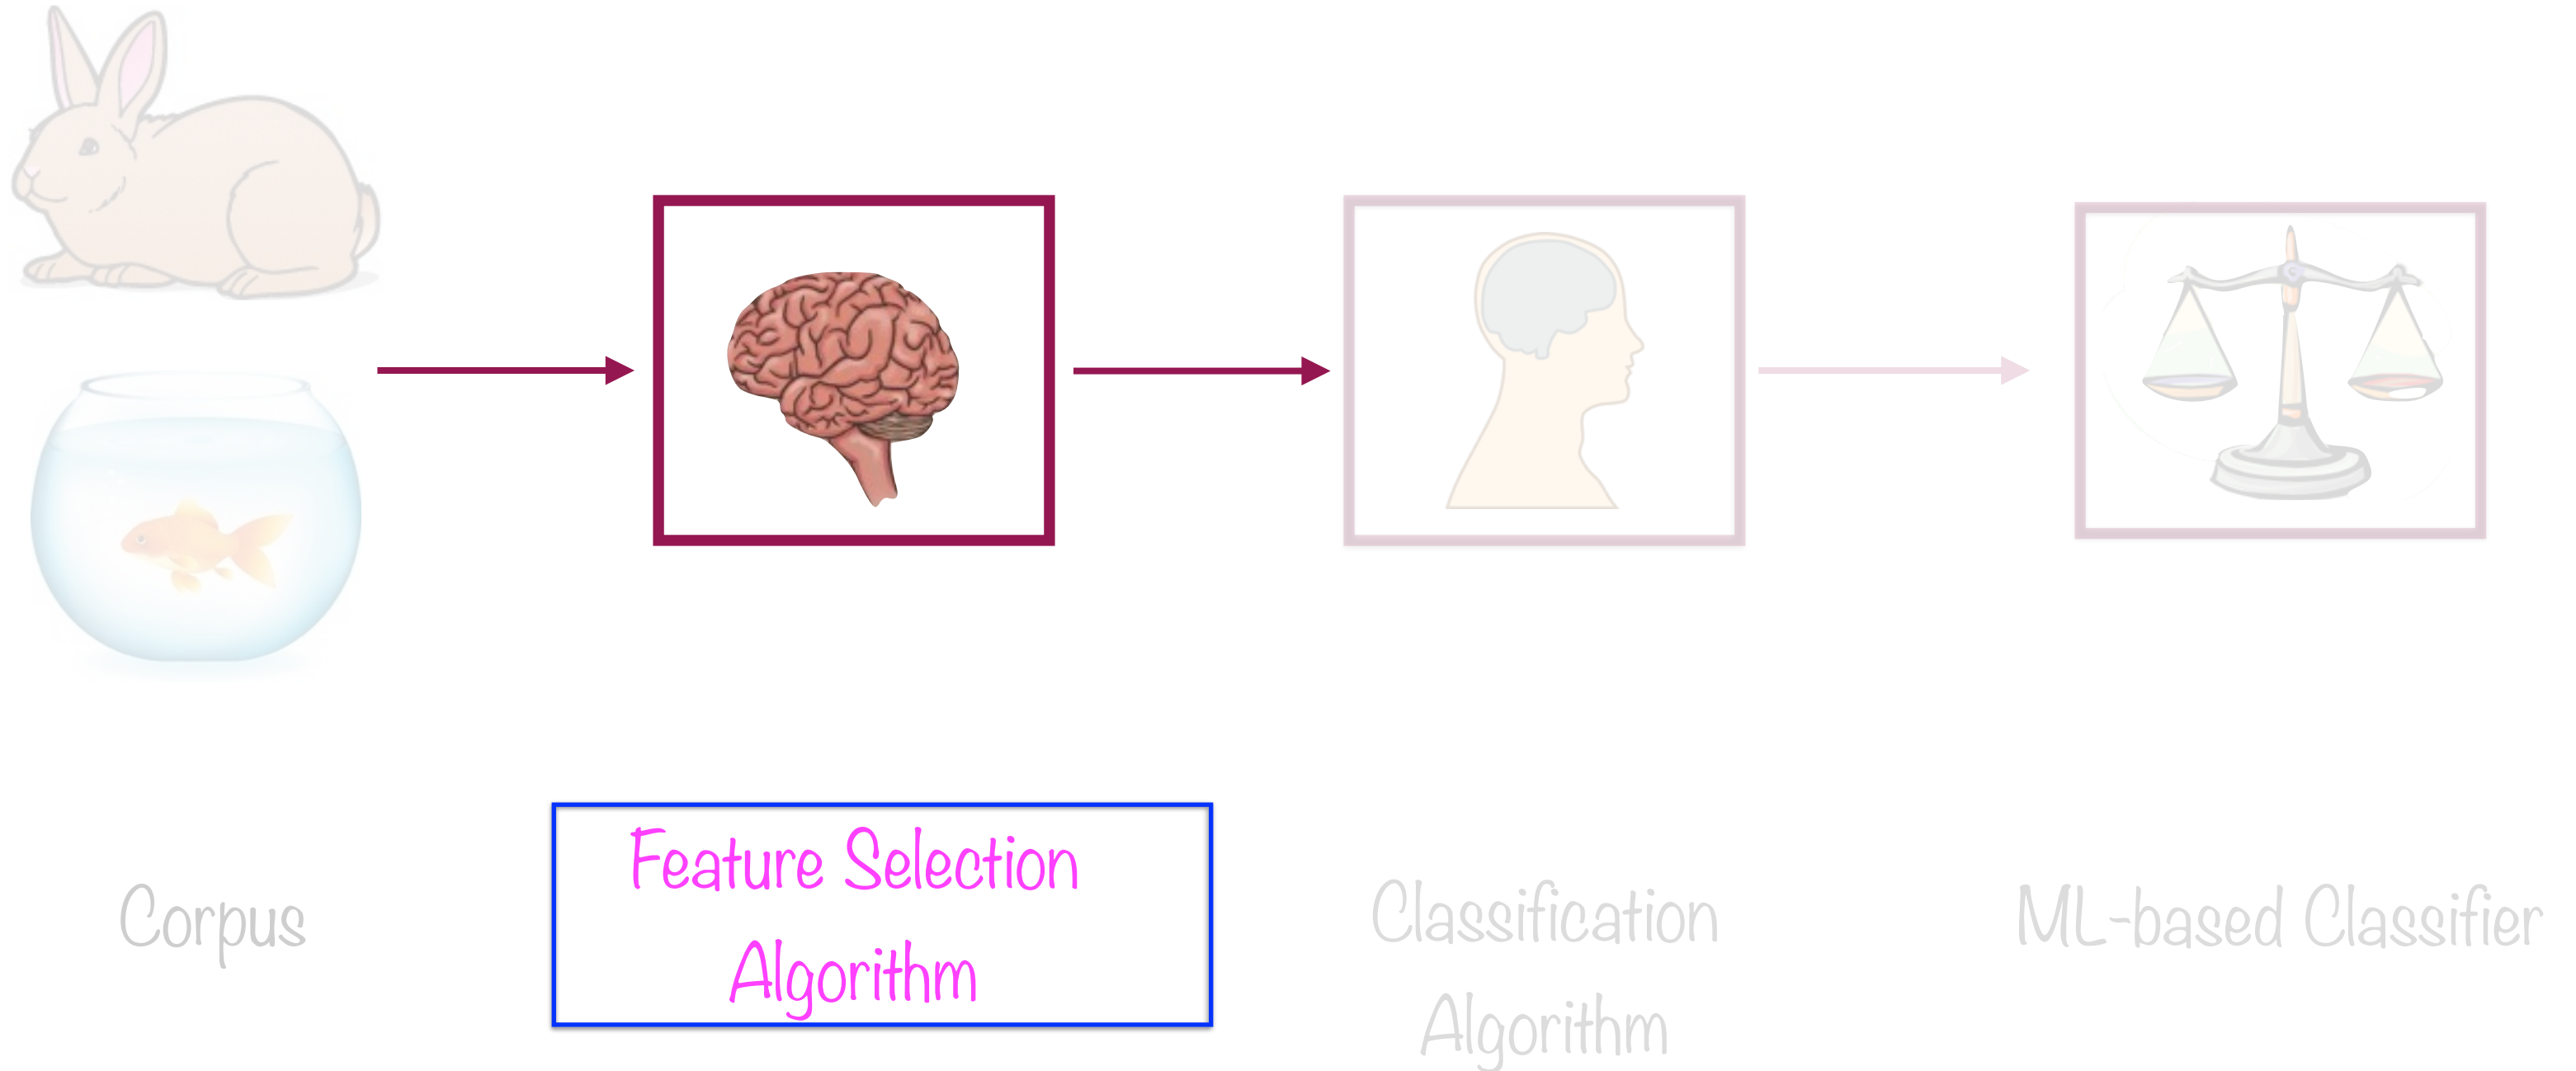 Corpus
Feature Selection
Algorithm
Classification
Algorithm
ML-based Classifier